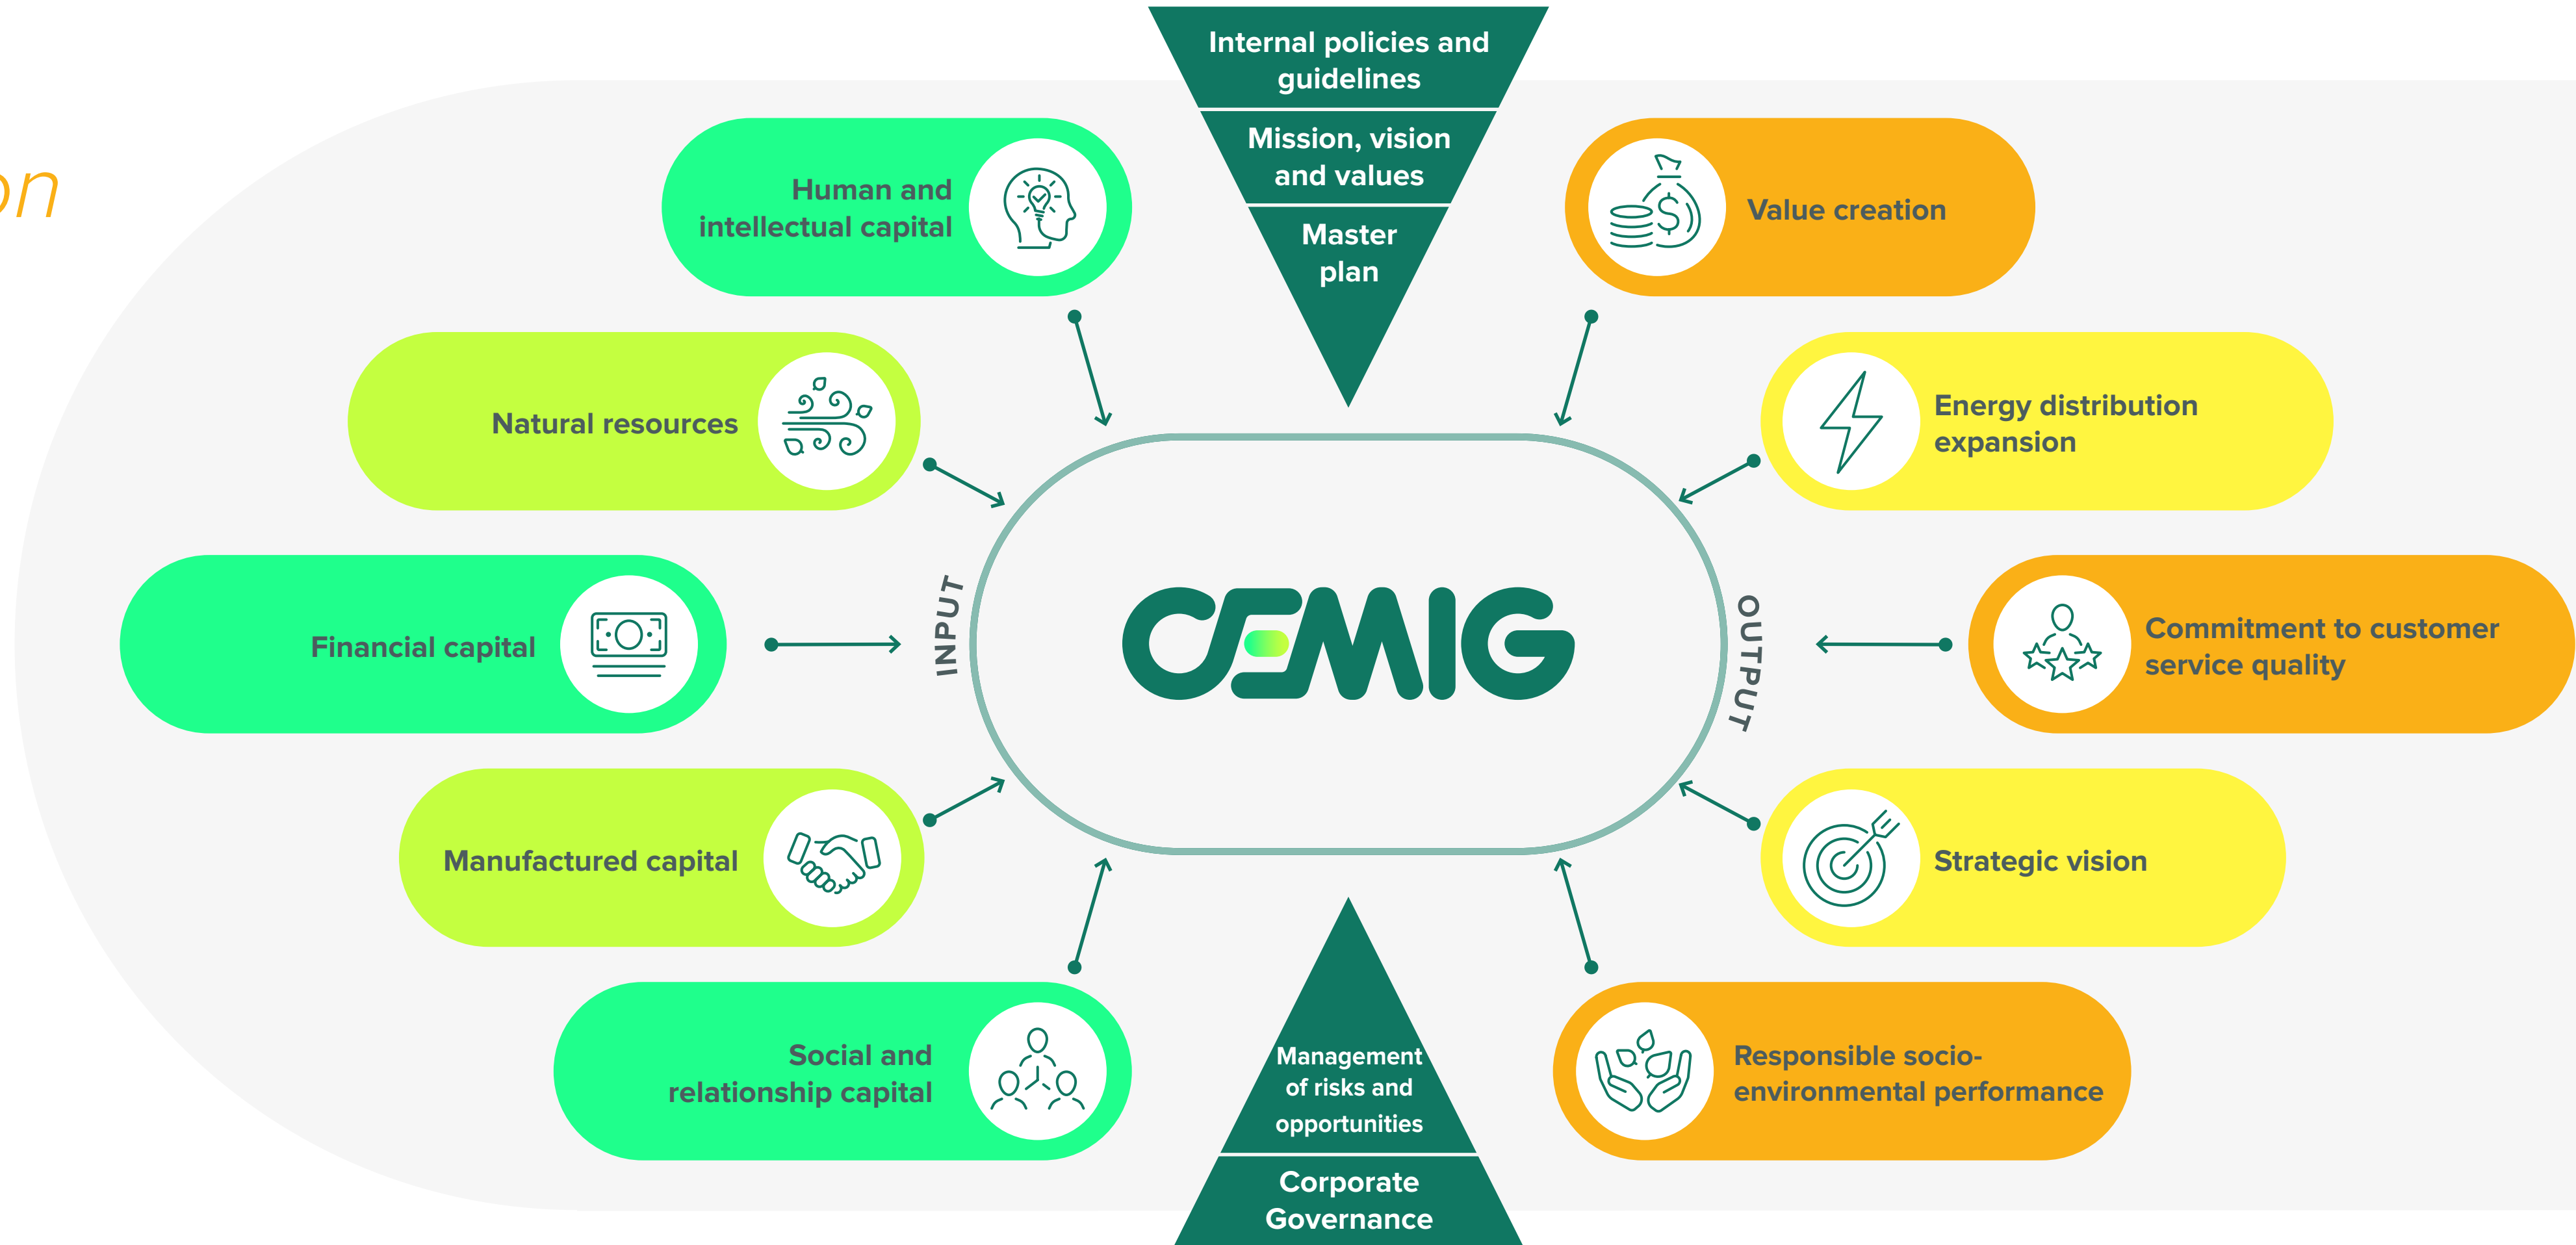 on
Internal policies and
guidelines
Mission, vision
and values
Master
plan
Human and
intellectual capital
Natural resources
Financial capital
Manufactured capital
Social and
relationship capital
INPUT
CEMIG
OUTPUT
Value creation
Energy distribution
expansion
Commitment to customer
service quality
Strategic vision
Responsible socio-
environmental performance
Management
of risks and
opportunities
Corporate
Governance